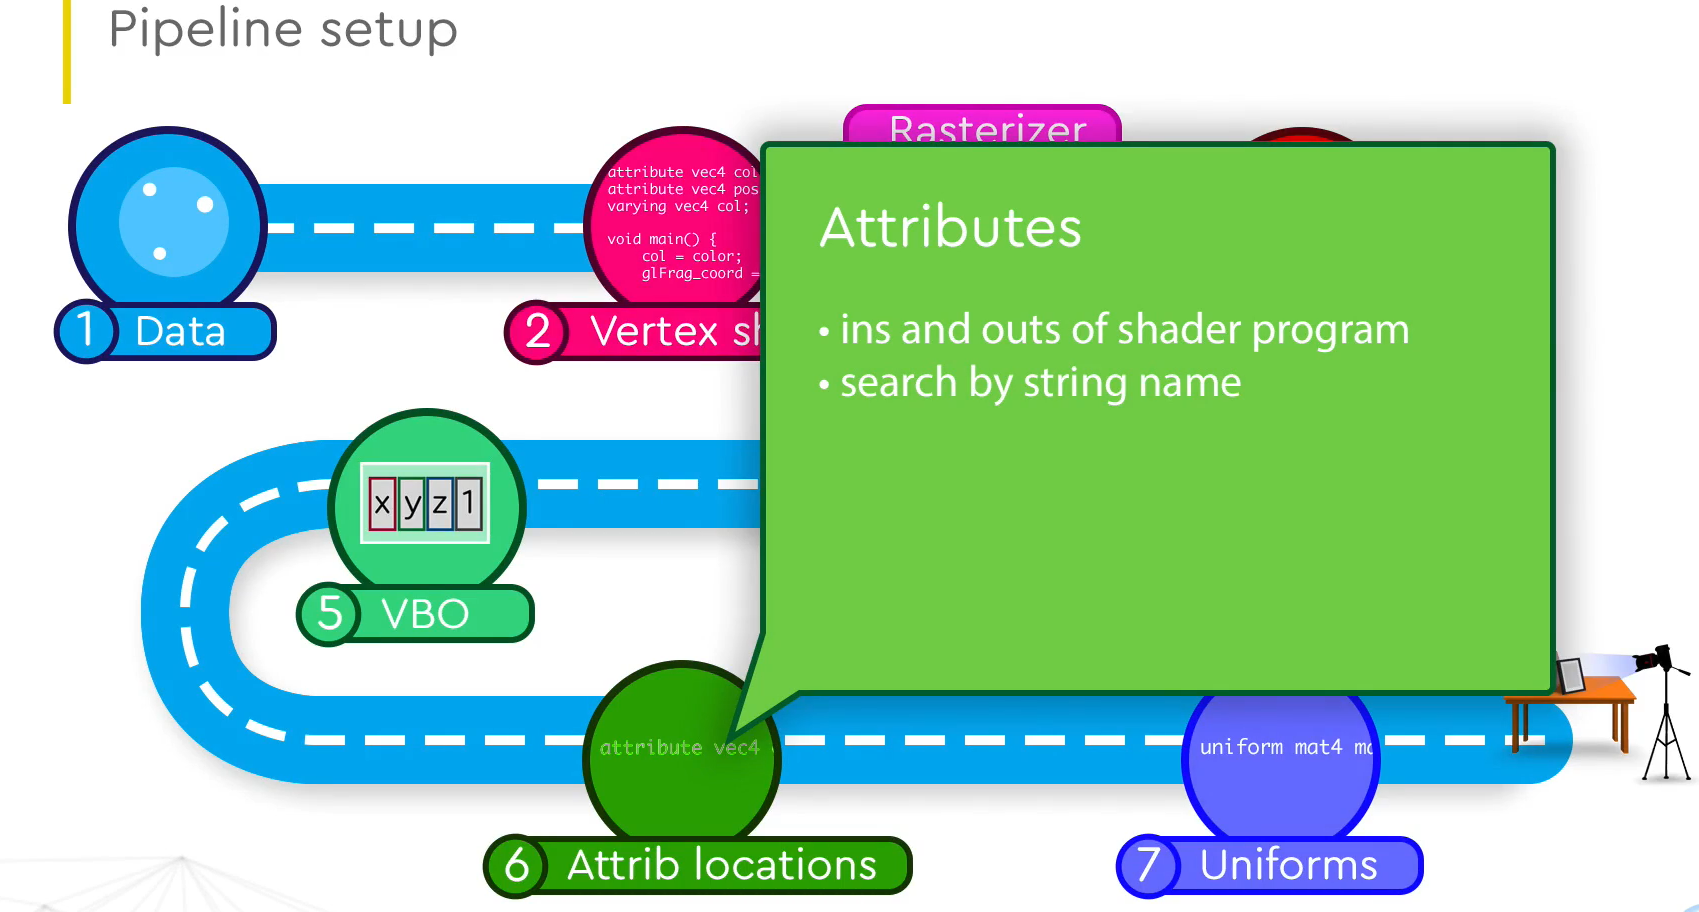 Pipeline setup
Rasterizer
attribute vec4 col
attribute vec4 pos
varying vec4 col;
void main() {
col = color;
glFrag_coord =
1 Data
2 Vertex sh
Attributes
• ins and outs of shader program
• search by string name
x y z 1
5 VBO
attribute vec4
uniform mat4 mo
6 Attrib locations
7 Uniforms